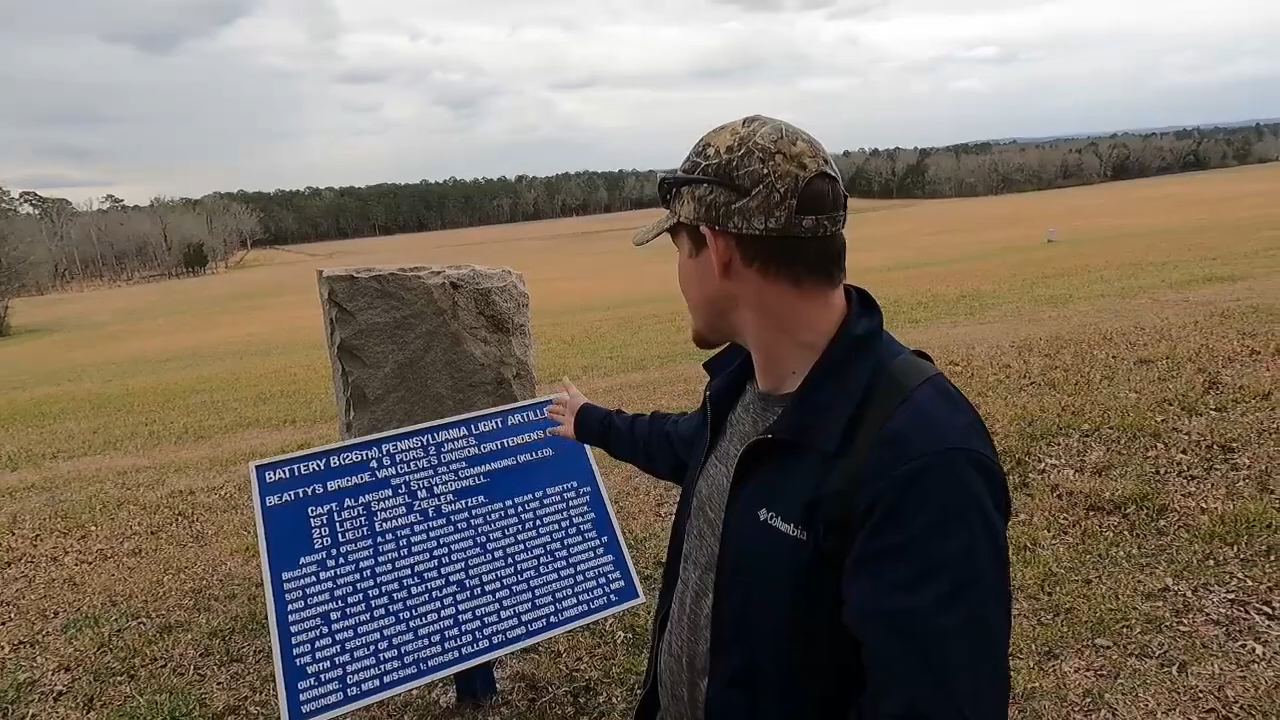 BATTERY B (26TH), PENNSYLVANIA LIGHT
4 6 PDRS. 2 JAMES.
BEATTY'S BRIGADE, VAN CLEVE'S DIVISION, CRITTENDEN'S
SEPTEMBER 20, 1863.
CAPT. ALANSON J. STEVENS, COMMANDING (KILLED).
1ST LIEUT. SAMUEL M. McDOWELL.
2D LIEUT. JACOB ZIEGLER.
2D LIEUT. EMANUEL F. SHATZER.
ABOUT 9 O'CLOCK A.M. THE BATTERY TOOK POSITION IN REAR OF BEATTY'S
BRIGADE. IN A SHORT TIME IT WAS MOVED TO THE LEFT IN A LINE WITH THE 7TH
INDIANA BATTERY AND WITH IT MOVED FORWARD, FOLLOWING THE INFANTRY ABOUT
500 YARDS, WHEN IT WAS ORDERED 400 YARDS TO THE LEFT AT A DOUBLE-QUICK,
AND CAME INTO THIS POSITION ABOUT 11 O'CLOCK. ORDERS WERE GIVEN BY MAJOR
MENDENHALL NOT TO FIRE TILL THE ENEMY COULD BE SEEN COMING OUT OF THE
WOODS. BY THAT TIME THE BATTERY WAS RECEIVING A GALLING FIRE FROM THE
ENEMY'S INFANTRY ON THE RIGHT FLANK. THE BATTERY FIRED ALL THE CANISTER IT
HAD AND WAS ORDERED TO LIMBER UP, BUT IT WAS TOO LATE. ELEVEN HORSES OF
THE RIGHT SECTION WERE KILLED AND WOUNDED, AND THIS SECTION WAS ABANDONED.
WITH THE HELP OF SOME INFANTRY THE OTHER SECTION SUCCEEDED IN GETTING
OUT, THUS SAVING TWO PIECES OF THE FOUR THE BATTERY TOOK INTO ACTION IN THE
MORNING. CASUALTIES: OFFICERS KILLED 1; OFFICERS WOUNDED 1; MEN KILLED 1; MEN
WOUNDED 13; MEN MISSING 1; HORSES KILLED 37; GUNS LOST 4; LIMBERS LOST 5.
Columbia